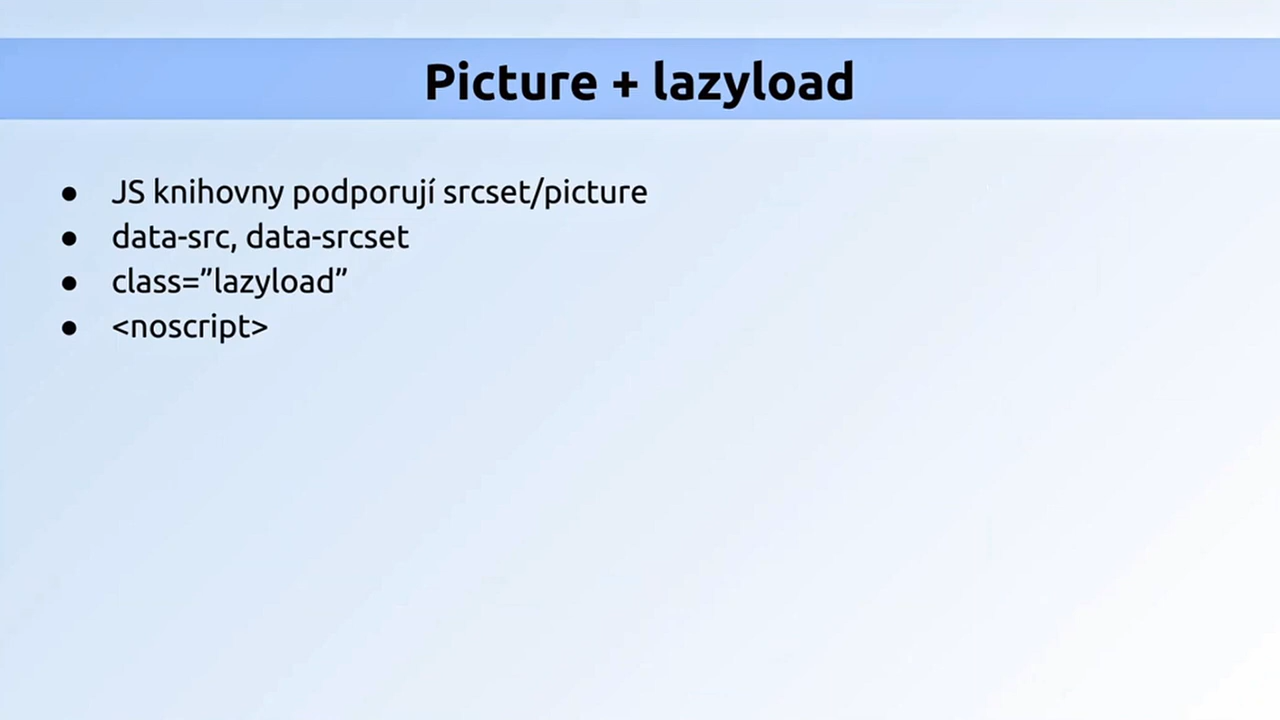 Picture + lazyload
● JS knihovny podporují srcset/picture
● data-src, data-srcset
● class=”lazyload”
● <noscript>